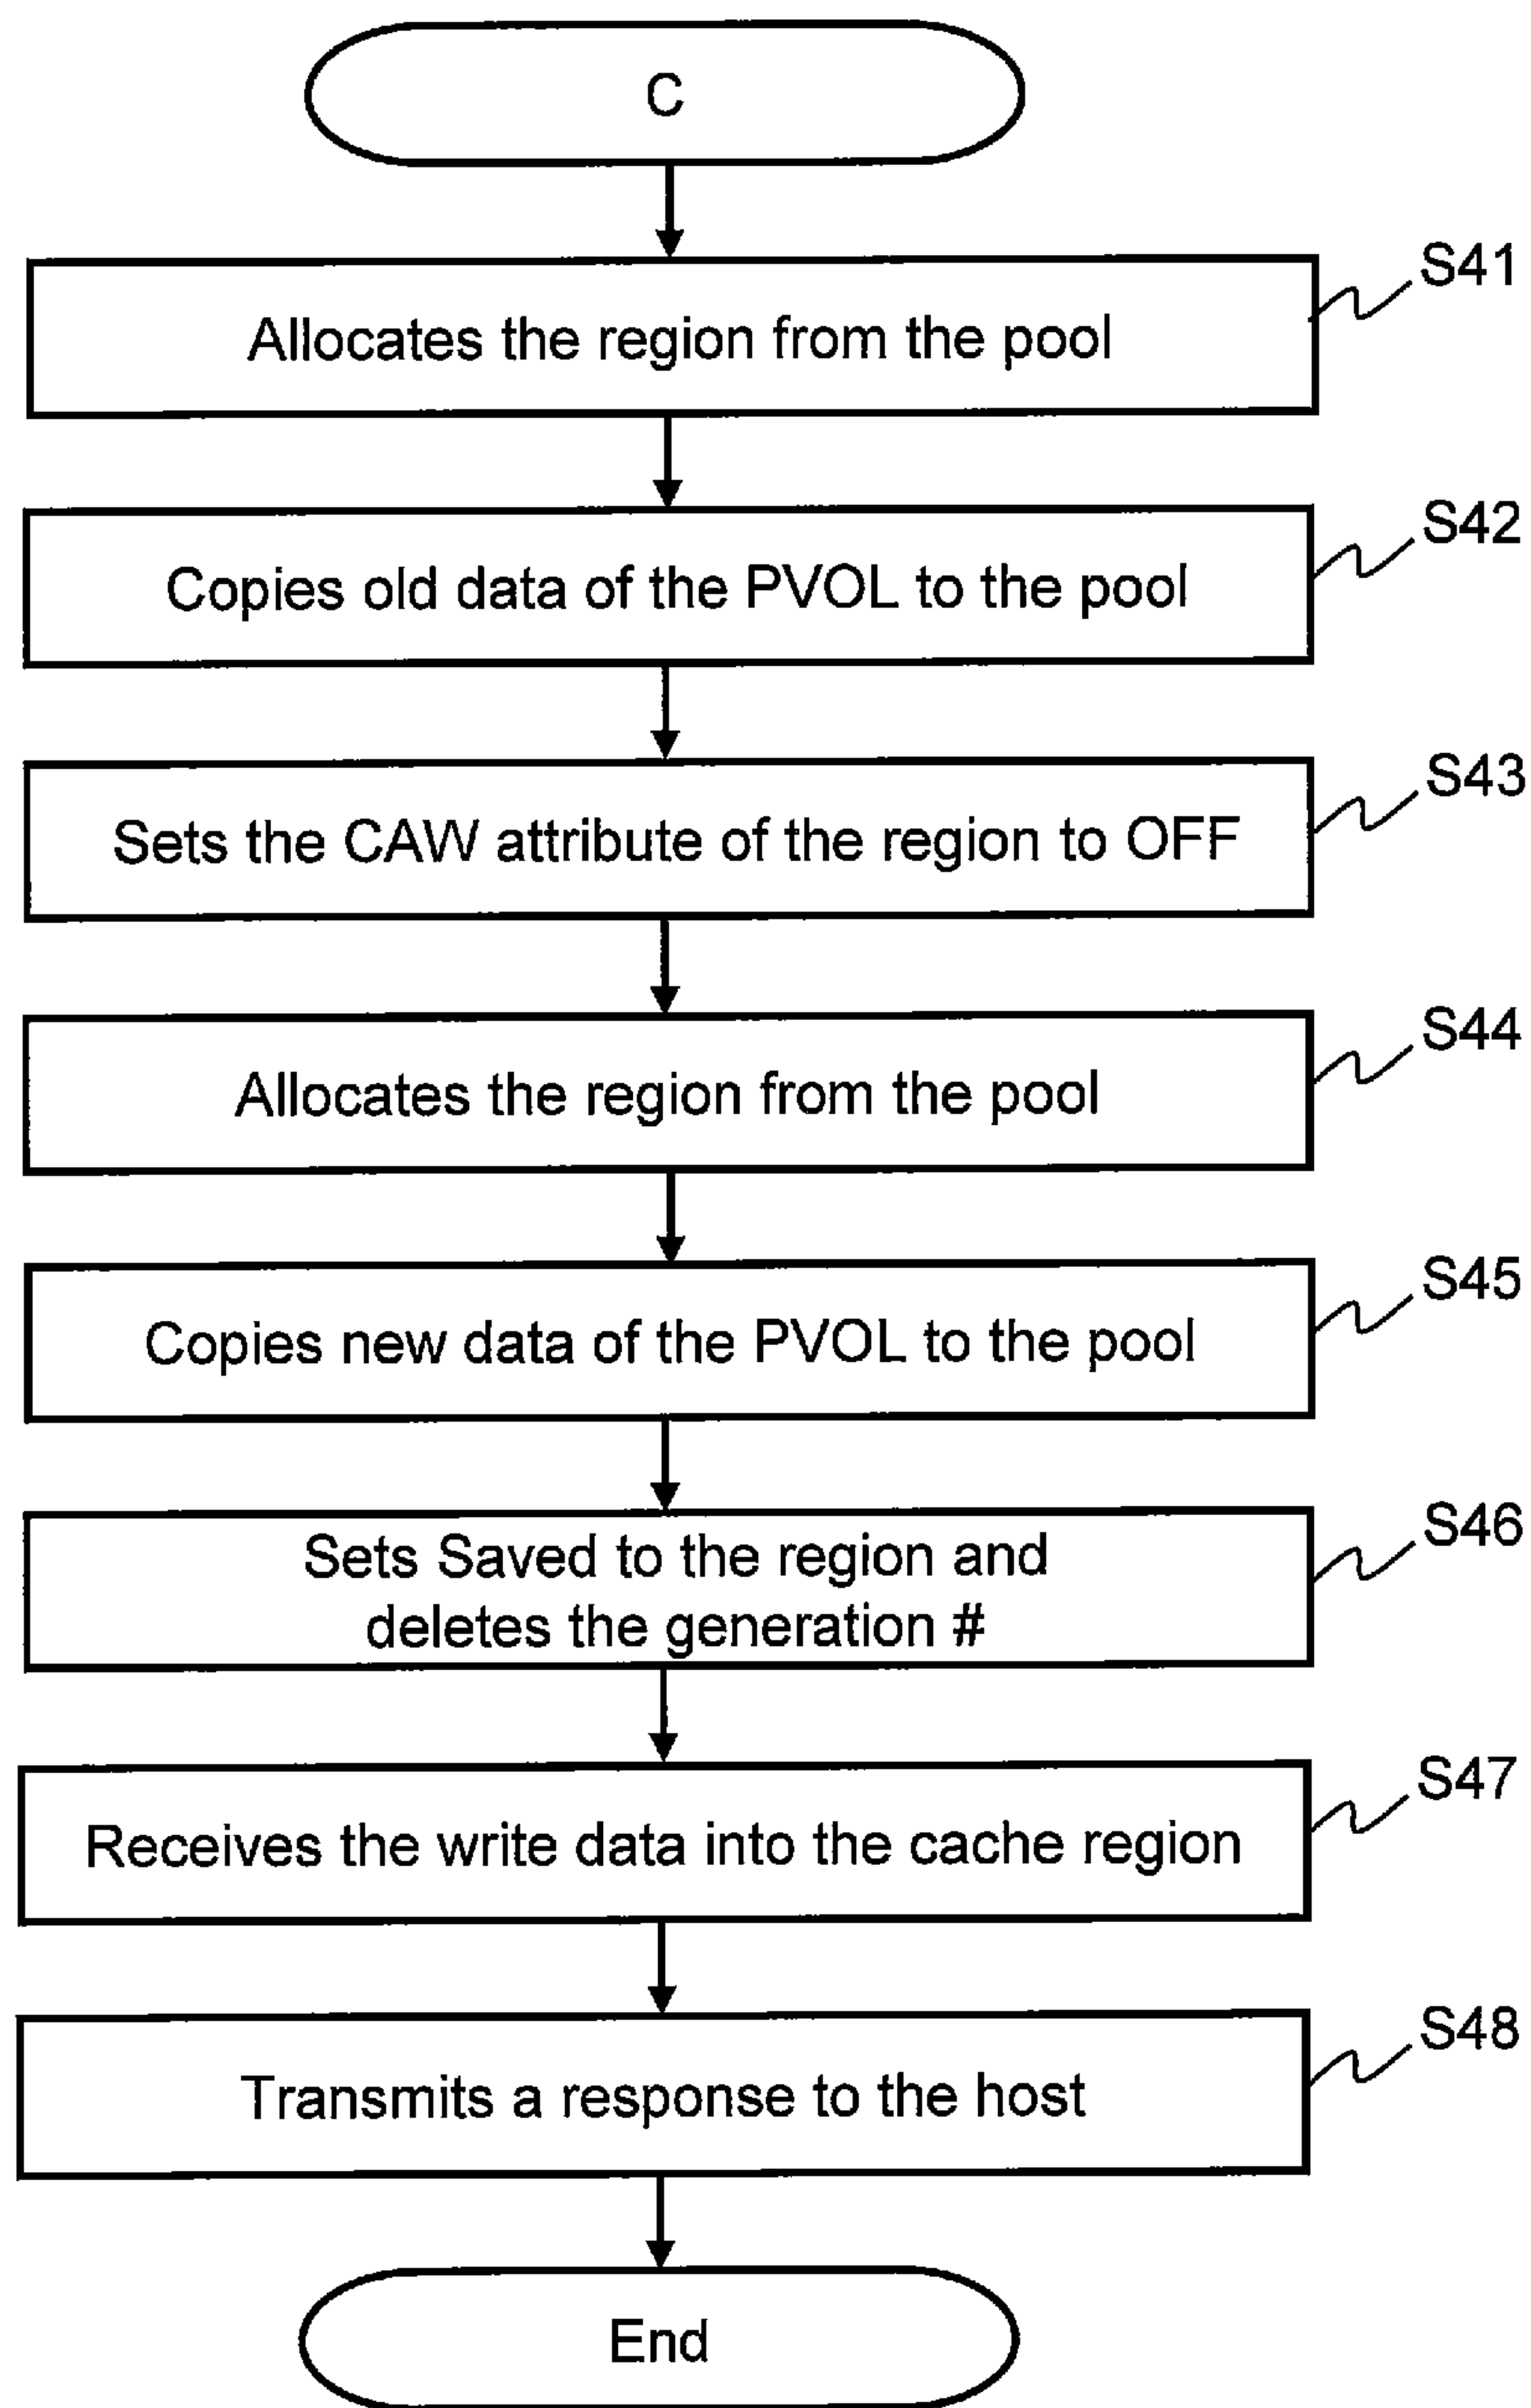 C
S41
Allocates the region from the pool
S42
Copies old data of the PVOL to the pool
S43
Sets the CAW attribute of the region to OFF
S44
Allocates the region from the pool
S45
Copies new data of the PVOL to the pool
S46
Sets Saved to the region and
deletes the generation #
S47
Receives the write data into the cache region
S48
Transmits a response to the host
End